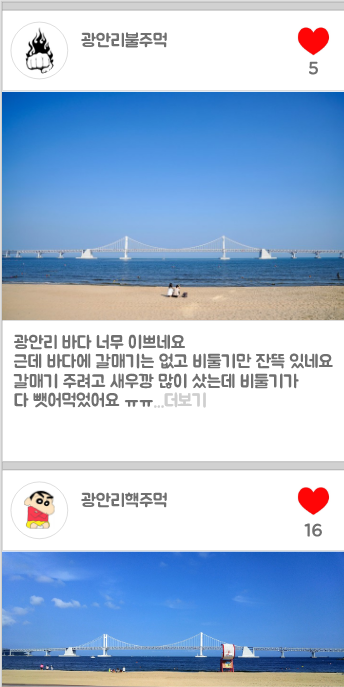 광안리불주먹
5
광안리 바다 너무 이쁘네요
근데 바다에 갈매기는 없고 비둘기만 잔뜩 있네요
갈매기 주려고 새우깡 많이 샀는데 비둘기가
다 뺏어먹었어요 ㅠㅠ...더보기
광안리핵주먹
16